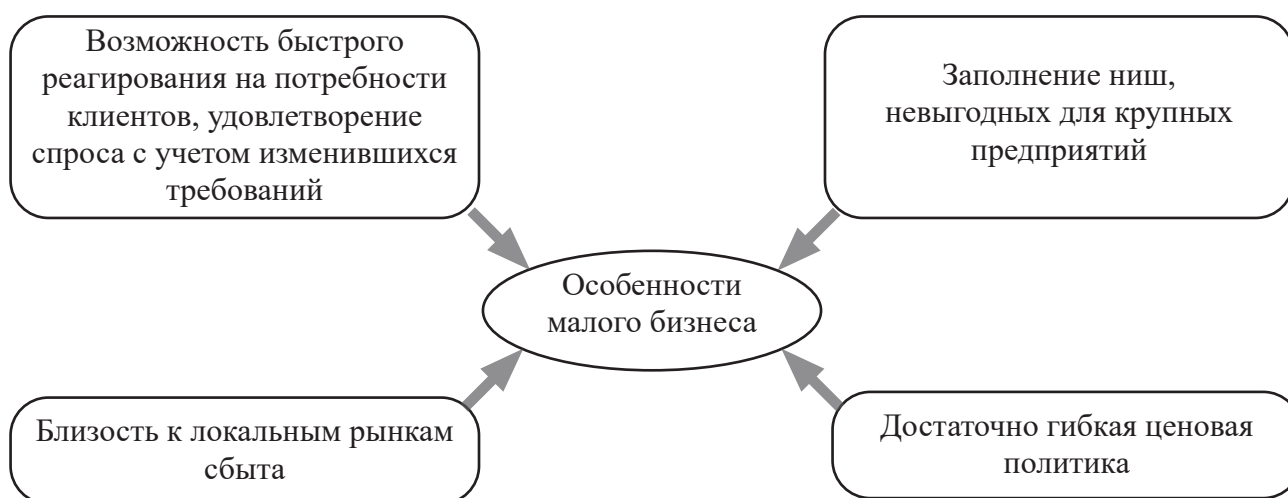 Возможность быстрого
реагирования на потребности
клиентов, удовлетворение
спроса с учетом изменившихся
требований
Заполнение ниш,
невыгодных для крупных
предприятий
Особенности
малого бизнеса
Близость к локальным рынкам
сбыта
Достаточно гибкая ценовая
политика